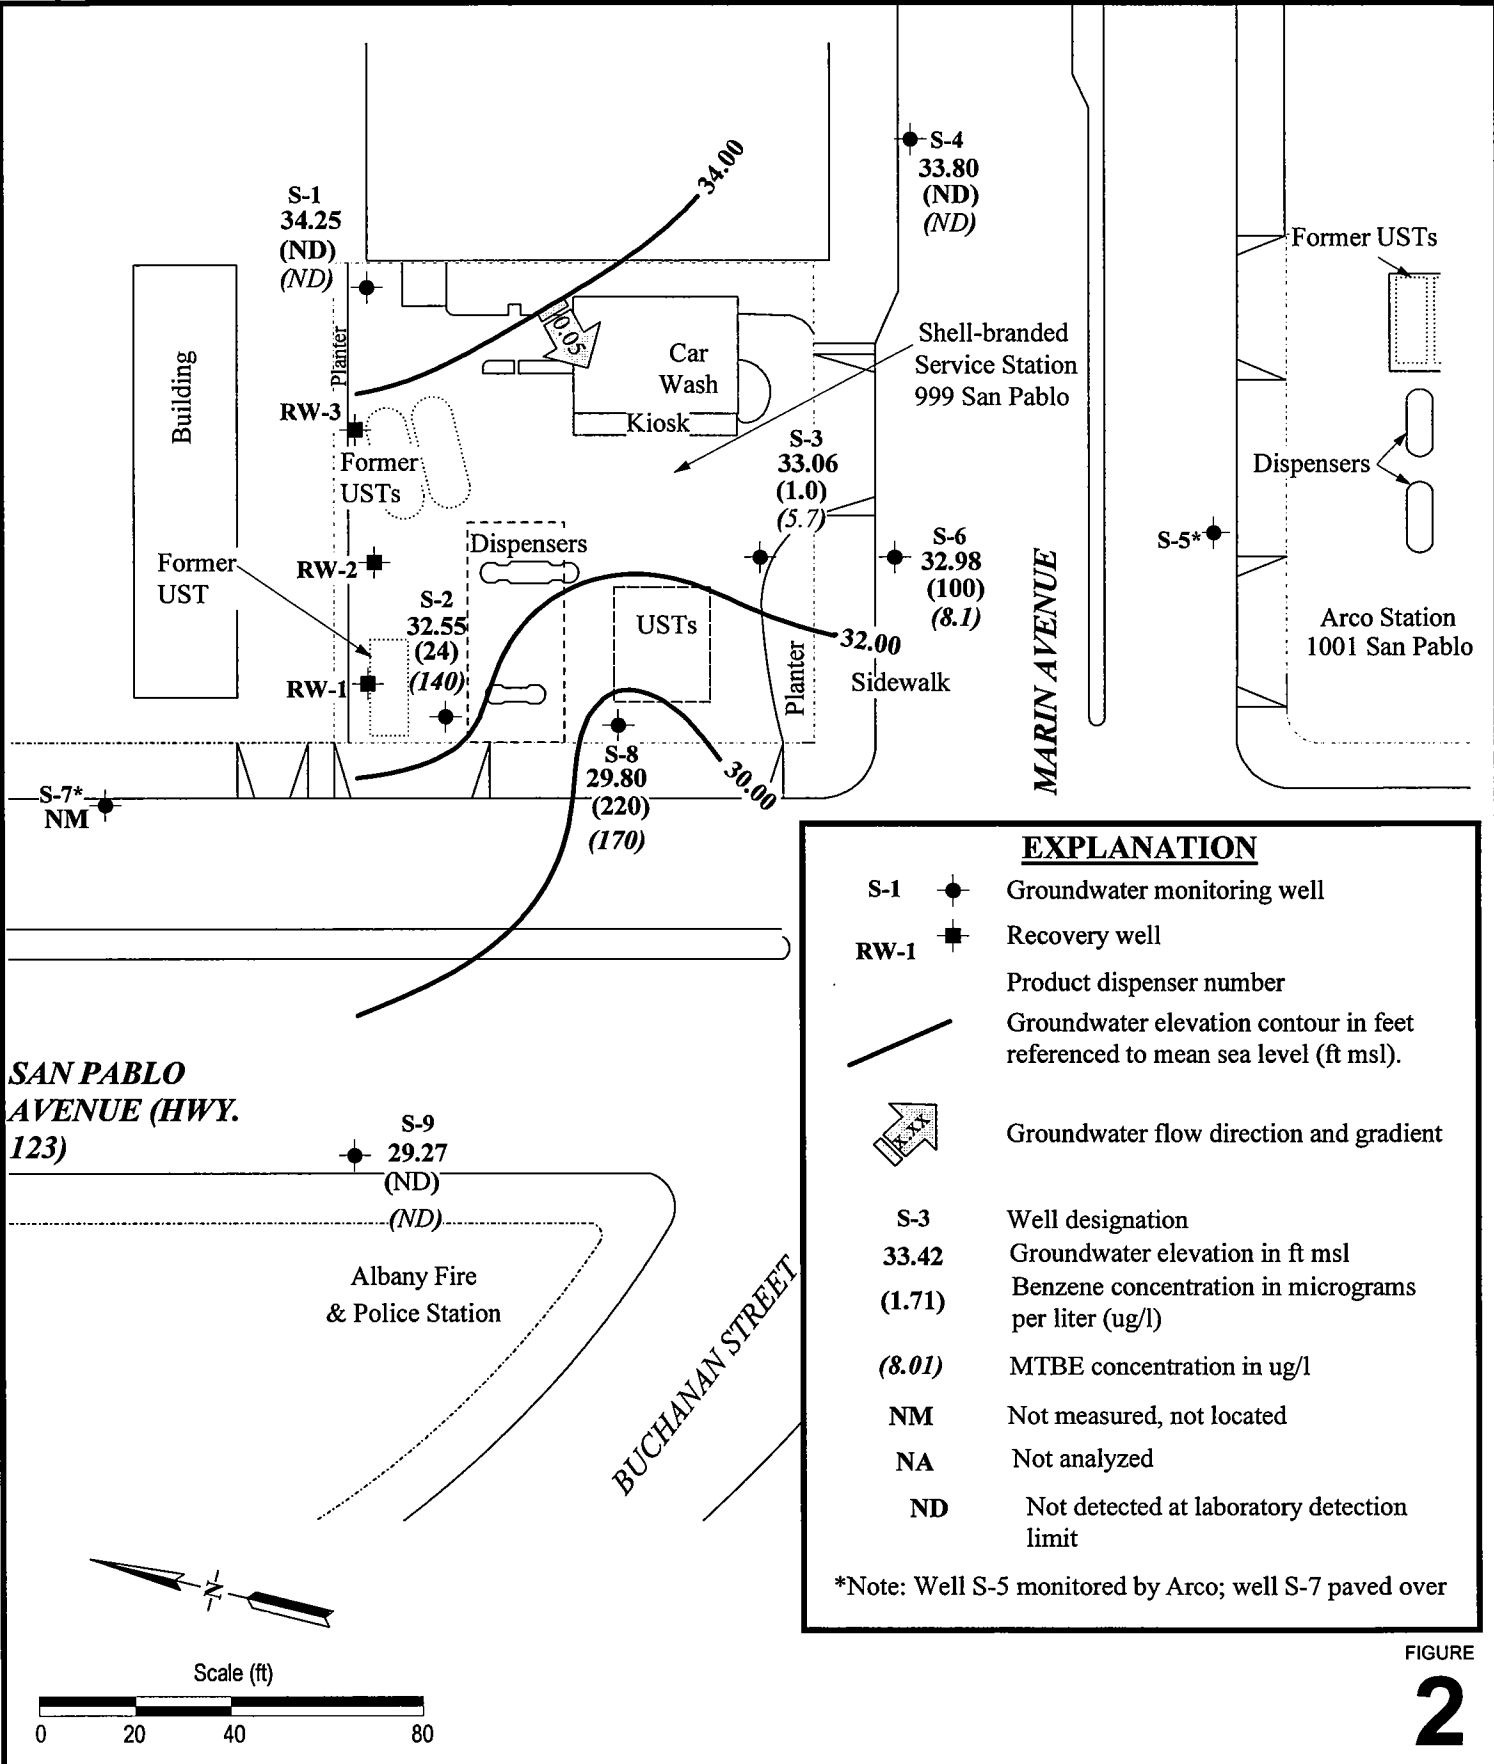 34.00
S-4
33.80
(ND)
(ND)
S-1
34.25
(ND)
(ND)
Former USTs
0.05
Planter
Building
Car
Wash
Kiosk
Shell-branded
Service Station
999 San Pablo
RW-3
Former
USTs
S-3
33.06
(1.0)
(5.7)
Dispensers
S-5*
Dispensers
S-6
32.98
(100)
(8.1)
Former
UST
RW-2
S-2
32.55
(24)
(140)
USTs
32.00
Arco Station
1001 San Pablo
RW-1
Planter
Sidewalk
MARIN AVENUE
S-7*
NM
S-8
29.80
(220)
(170)
30.00
SAN PABLO
AVENUE (HWY.
123)
S-9
29.27
(ND)
(ND)
Albany Fire
& Police Station
BUCHANAN STREET
EXPLANATION
S-1 Groundwater monitoring well
RW-1 Recovery well
Product dispenser number
Groundwater elevation contour in feet
referenced to mean sea level (ft msl).
x.xx Groundwater flow direction and gradient
S-3 Well designation
33.42 Groundwater elevation in ft msl
(1.71) Benzene concentration in micrograms
per liter (ug/l)
(8.01) MTBE concentration in ug/l
NM Not measured, not located
NA Not analyzed
ND Not detected at laboratory detection
limit
*Note: Well S-5 monitored by Arco; well S-7 paved over
N
Scale (ft)
0 20 40 80
FIGURE
2